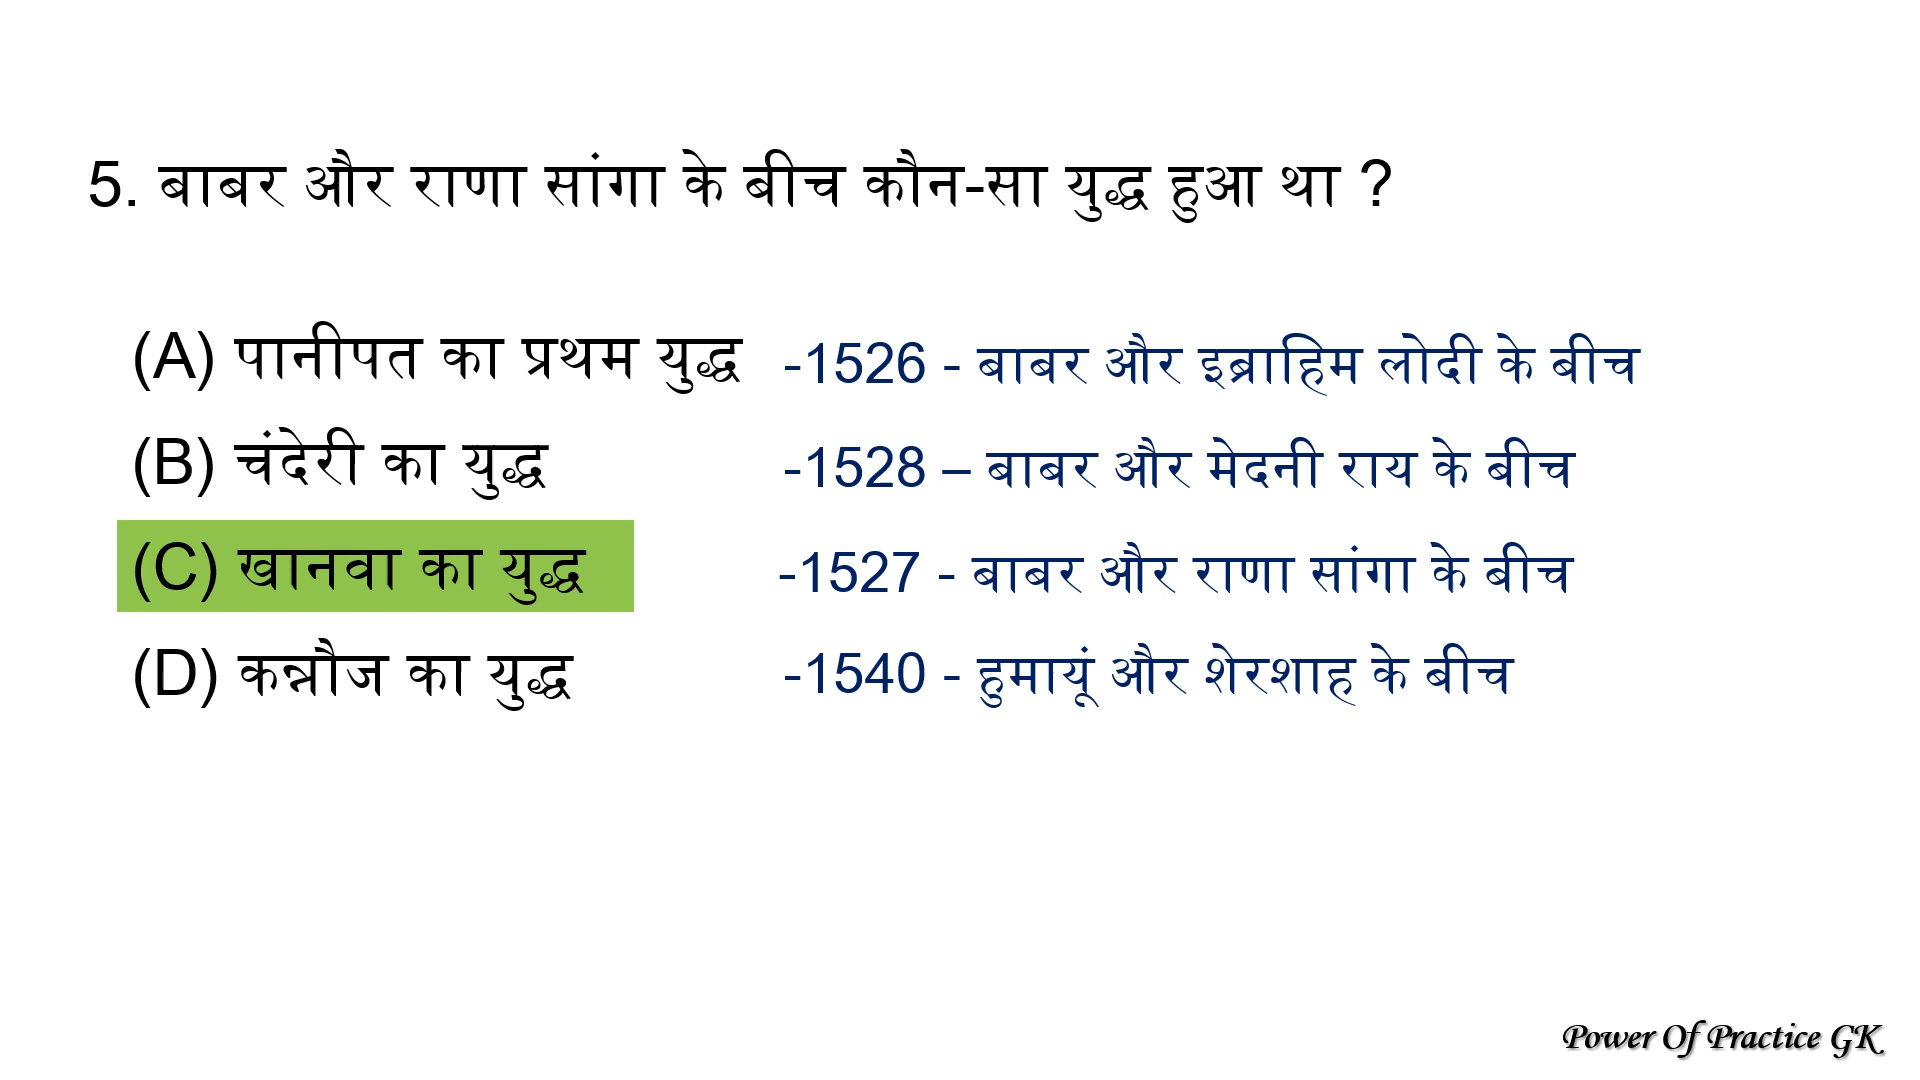 5. बाबर और राणा सांगा के बीच कौन-सा युद्ध हुआ था ?
(A) पानीपत का प्रथम युद्ध -1526 - बाबर और इब्राहिम लोदी के बीच
(B) चंदेरी का युद्ध -1528 – बाबर और मेदनी राय के बीच
(C) खानवा का युद्ध -1527 - बाबर और राणा सांगा के बीच
(D) कन्नौज का युद्ध -1540 - हुमायूं और शेरशाह के बीच
Power Of Practice GK